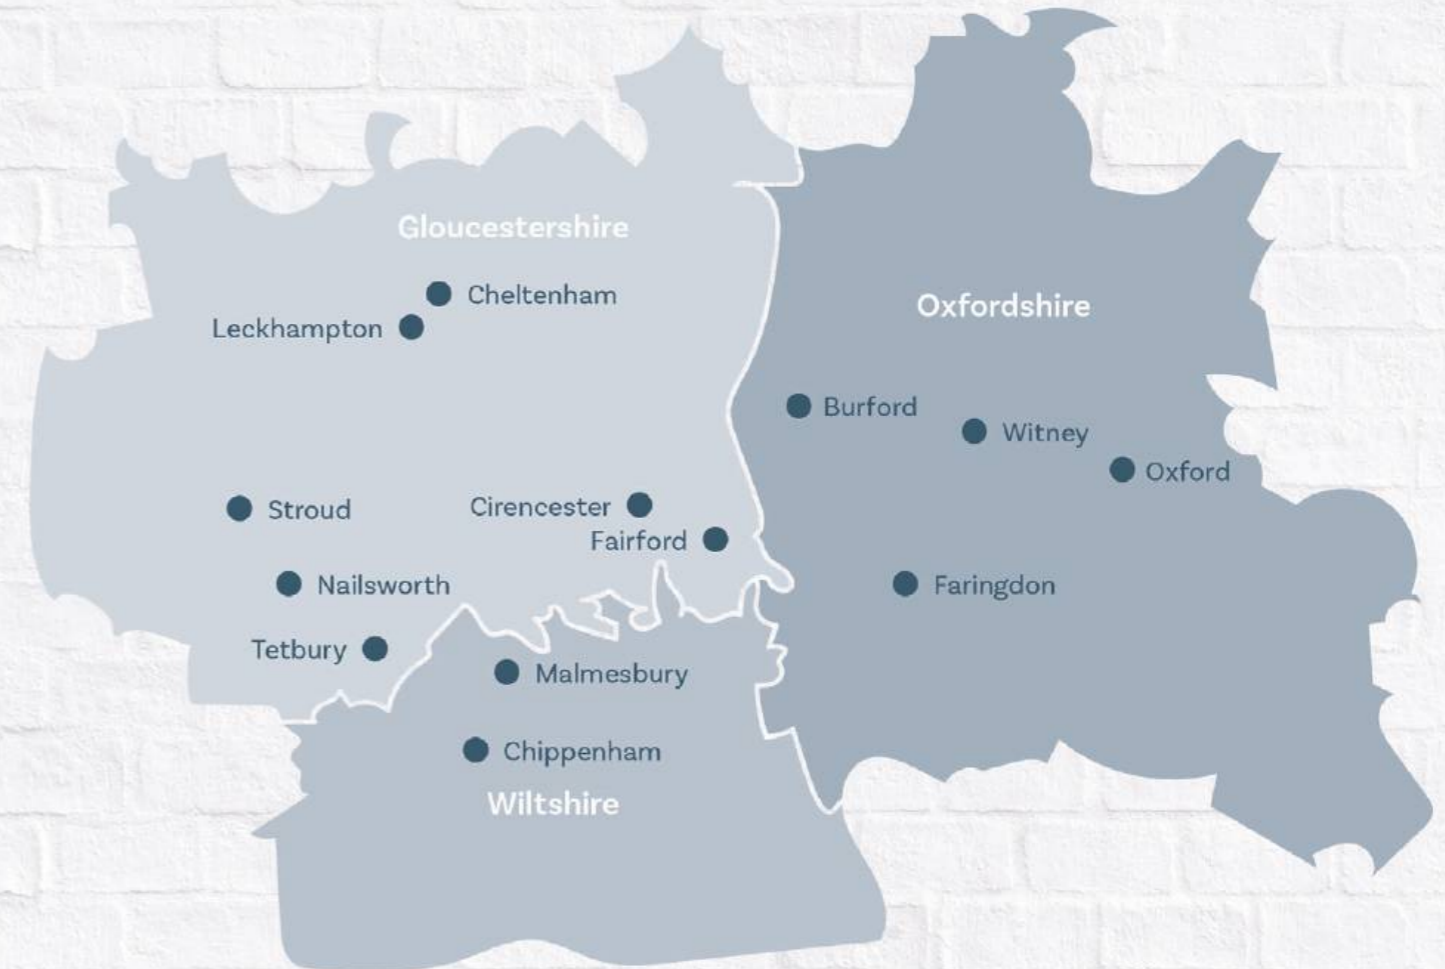 Gloucestershire
Cheltenham
Leckhampton
Oxfordshire
Burford
Witney
Oxford
Stroud
Cirencester
Fairford
Nailsworth
Faringdon
Tetbury
Malmesbury
Chippenham
Wiltshire